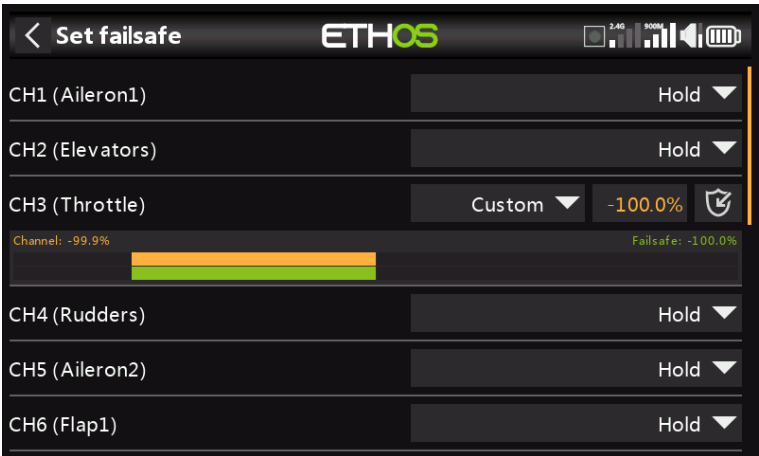 Set failsafe
ETHOS
2.4G 900M
CH1 (Aileron1) Hold
CH2 (Elevators) Hold
CH3 (Throttle) Custom -100.0%
Channel: -99.9% Failsafe: -100.0%
CH4 (Rudders) Hold
CH5 (Aileron2) Hold
CH6 (Flap1) Hold